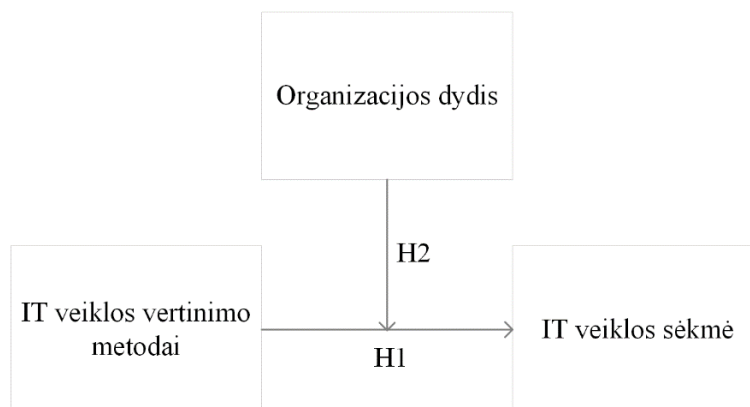 Organizacijos dydis
H2
IT veiklos vertinimo
metodai
IT veiklos sėkmė
H1